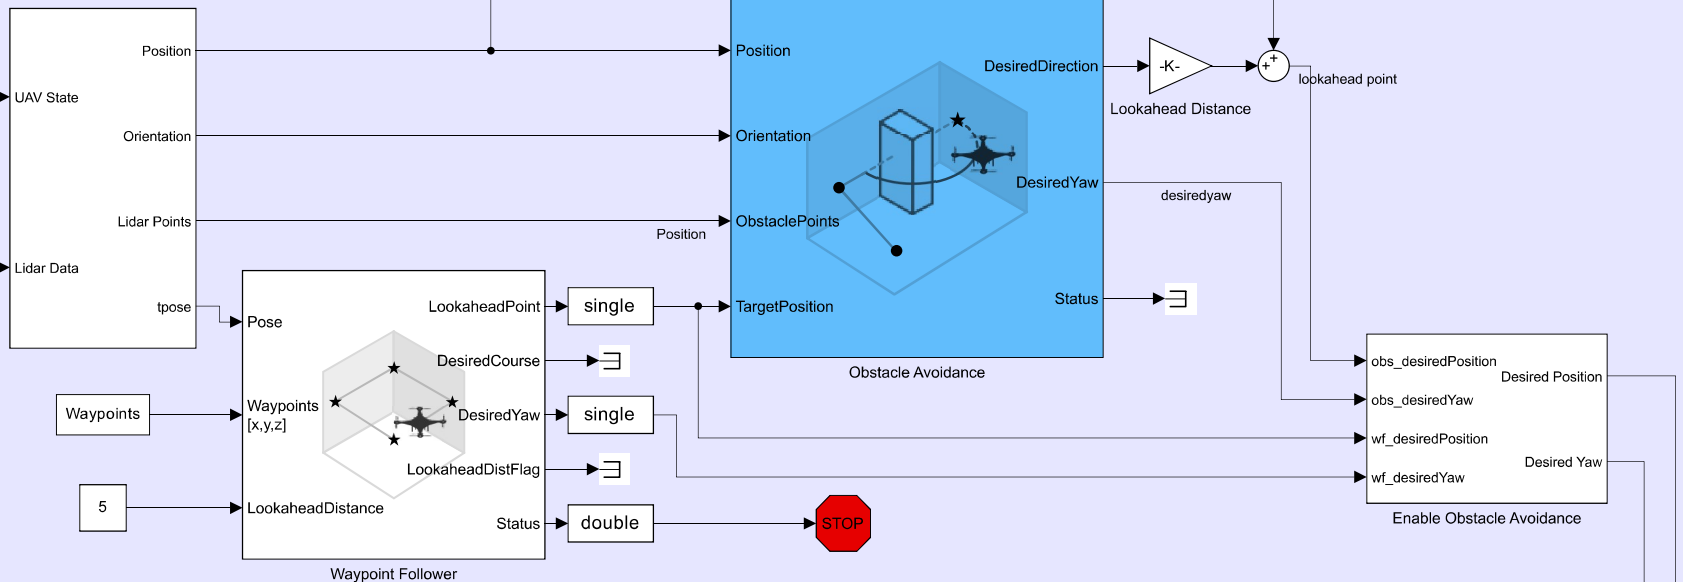 Position
UAV State
Orientation
Lidar Points
Lidar Data
tpose
Position
Position
Orientation
ObstaclePoints
TargetPosition
DesiredDirection
DesiredYaw
Status
Obstacle Avoidance
-K-
Lookahead Distance
++
lookahead point
desiredyaw
Waypoints
5
Pose
Waypoints
[x,y,z]
LookaheadDistance
LookaheadPoint
DesiredCourse
DesiredYaw
LookaheadDistFlag
Status
Waypoint Follower
single
single
double
STOP
obs_desiredPosition
obs_desiredYaw
wf_desiredPosition
wf_desiredYaw
Desired Position
Desired Yaw
Enable Obstacle Avoidance